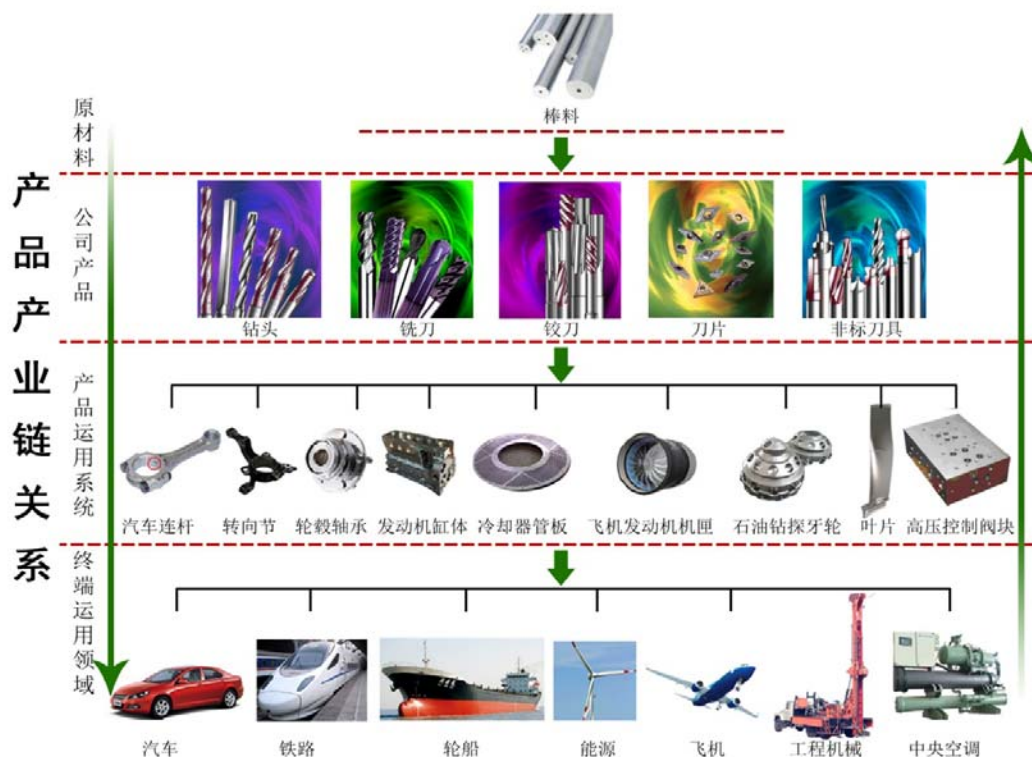 产品产业链关系
原材料
棒料
公司产品
钻头
铣刀
铰刀
刀片
非标刀具
产品运用系统
汽车连杆
转向节
轮毂轴承
发动机缸体
冷却器管板
飞机发动机机匣
石油钻探牙轮
叶片
高压控制阀块
终端运用领域
汽车
铁路
轮船
能源
飞机
工程机械
中央空调